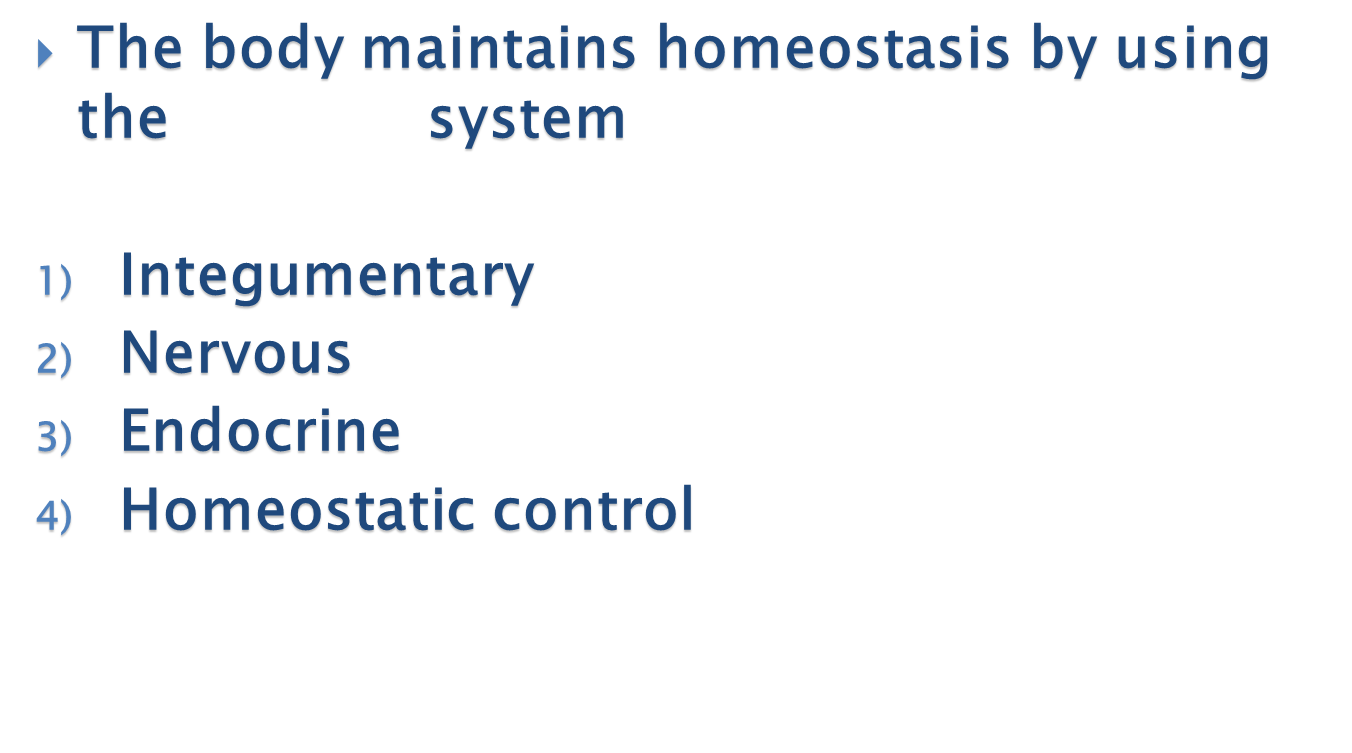 The body maintains homeostasis by using
the system
1) Integumentary
2) Nervous
3) Endocrine
4) Homeostatic control